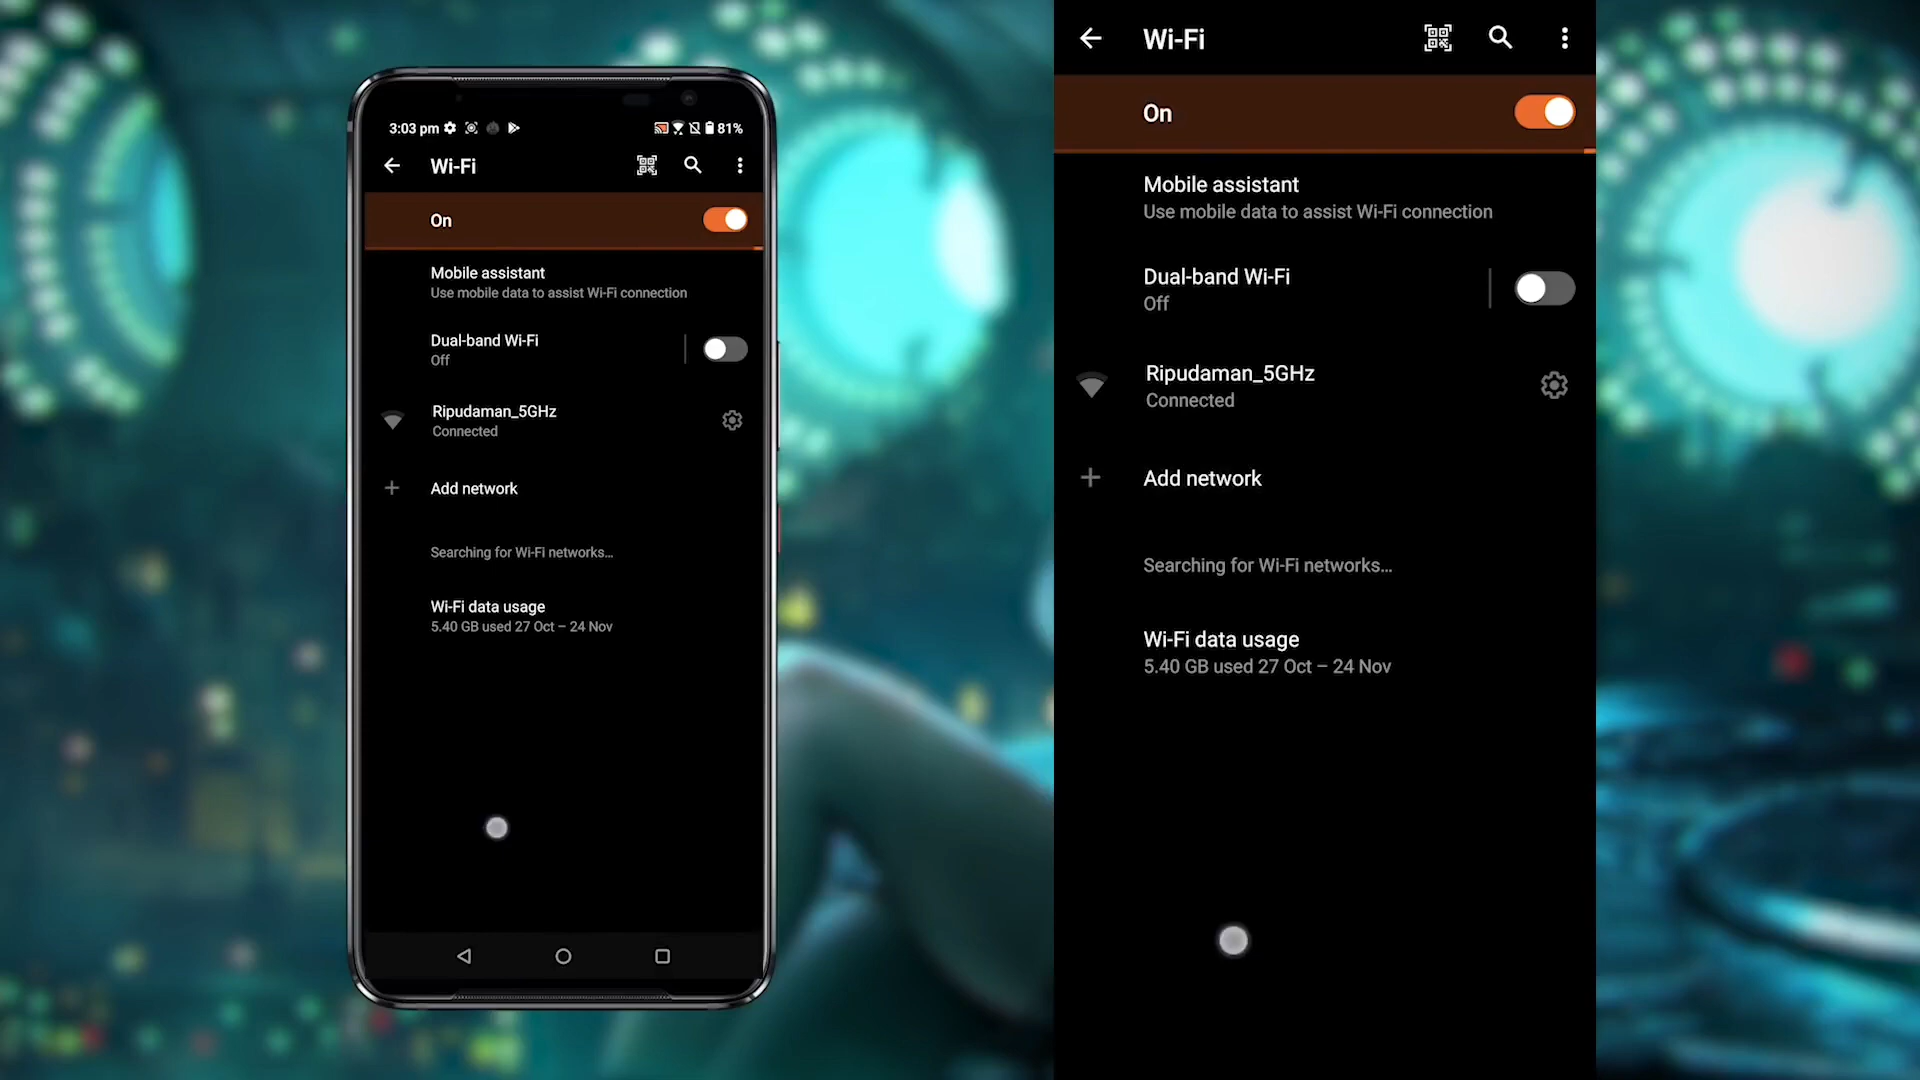 3:03 pm
81%
Wi-Fi
On
Mobile assistant
Use mobile data to assist Wi-Fi connection
Dual-band Wi-Fi
Off
Ripudaman_5GHz
Connected
Add network
Searching for Wi-Fi networks...
Wi-Fi data usage
5.40 GB used 27 Oct – 24 Nov
Wi-Fi
On
Mobile assistant
Use mobile data to assist Wi-Fi connection
Dual-band Wi-Fi
Off
Ripudaman_5GHz
Connected
Add network
Searching for Wi-Fi networks...
Wi-Fi data usage
5.40 GB used 27 Oct – 24 Nov